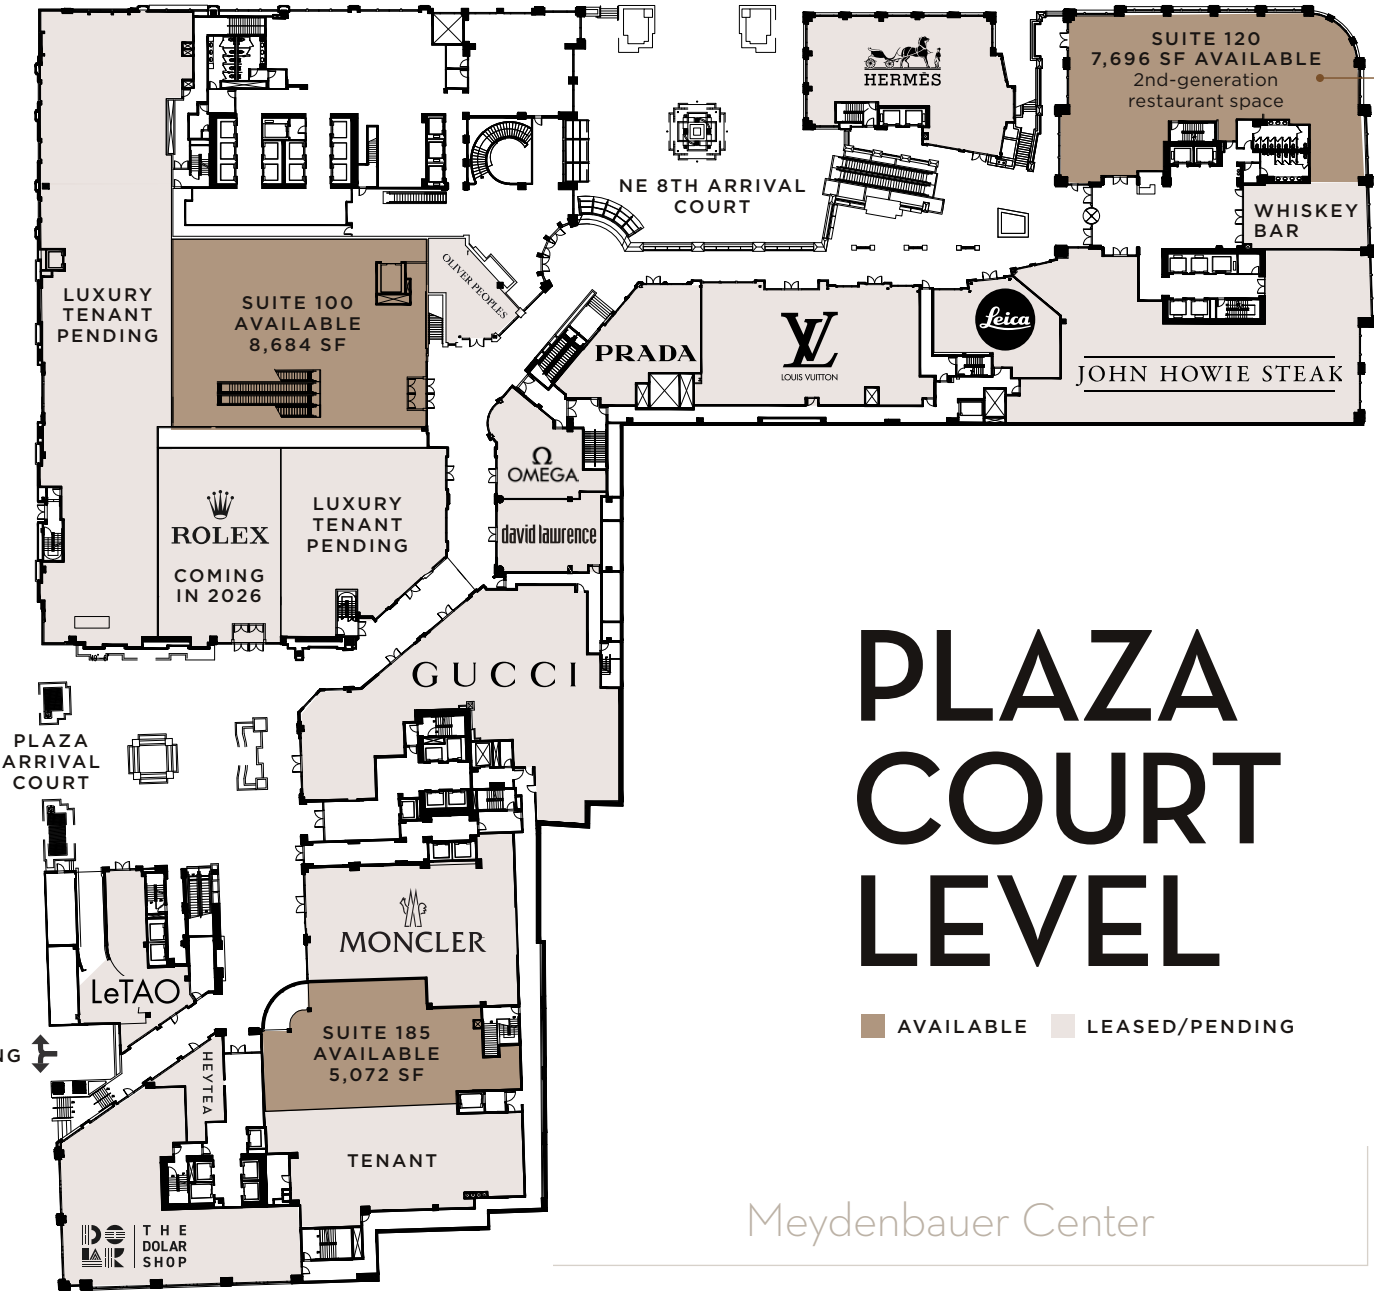 HERMÈS
SUITE 120
7,696 SF AVAILABLE
2nd-generation
restaurant space
NE 8TH ARRIVAL
COURT
WHISKEY
BAR
LUXURY
TENANT
PENDING
SUITE 100
AVAILABLE
8,684 SF
OLIVER PEOPLES
PRADA
LV
LOUIS VUITTON
Leica
JOHN HOWIE STEAK
Ω
OMEGA
david lawrence
ROLEX
COMING
IN 2026
LUXURY
TENANT
PENDING
GUCCI
PLAZA
ARRIVAL
COURT
MONCLER
LeTAO
SUITE 185
AVAILABLE
5,072 SF
NG
HEYTEA
TENANT
DOLAR
THE
DOLAR
SHOP
PLAZA
COURT
LEVEL
AVAILABLE
LEASED/PENDING
Meydenbauer Center